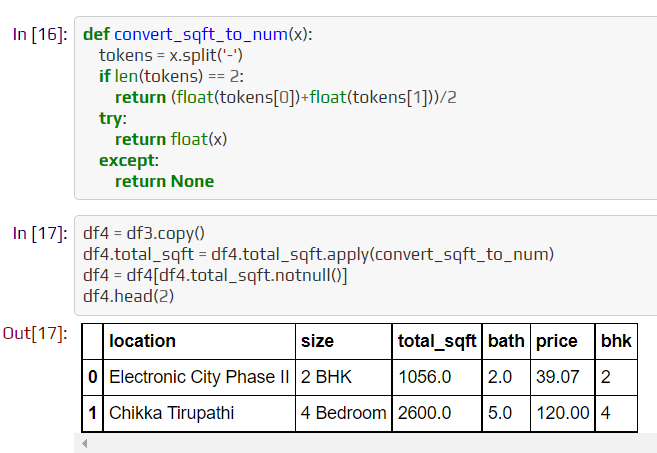 In [16]: def convert_sqft_to_num(x):
    tokens = x.split('-')
    if len(tokens) == 2:
        return (float(tokens[0])+float(tokens[1]))/2
    try:
        return float(x)
    except:
        return None
In [17]: df4 = df3.copy()
df4.total_sqft = df4.total_sqft.apply(convert_sqft_to_num)
df4 = df4[df4.total_sqft.notnull()]
df4.head(2)
Out[17]:
location size total_sqft bath price bhk
0 Electronic City Phase II 2 BHK 1056.0 2.0 39.07 2
1 Chikka Tirupathi 4 Bedroom 2600.0 5.0 120.00 4